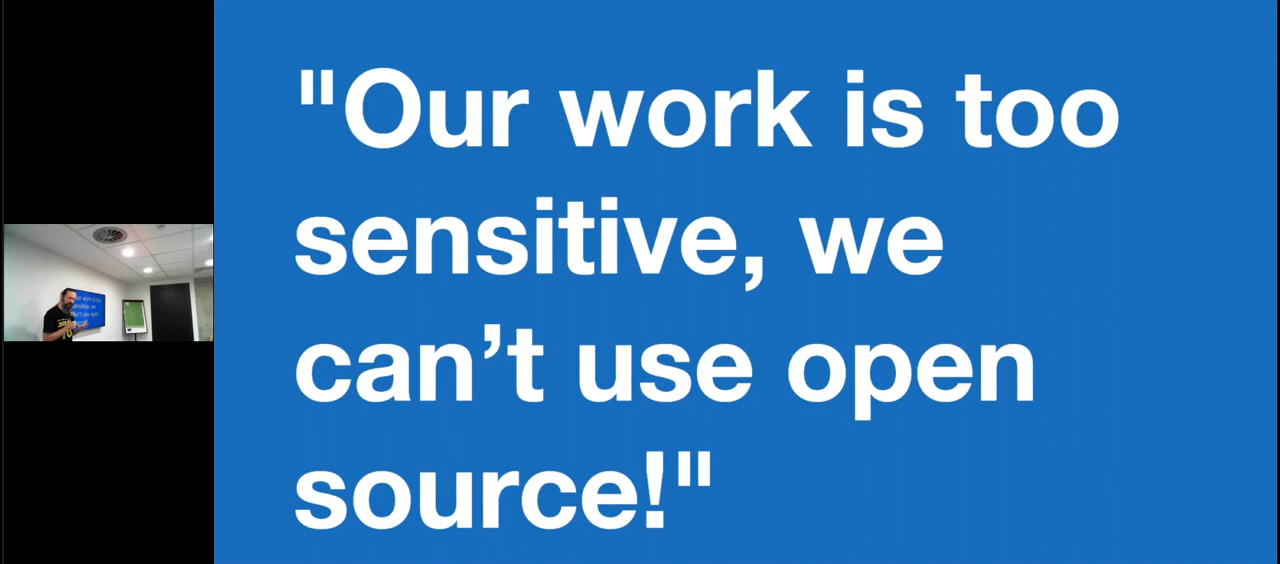 "Our work is too
sensitive, we
can’t use open
source!"